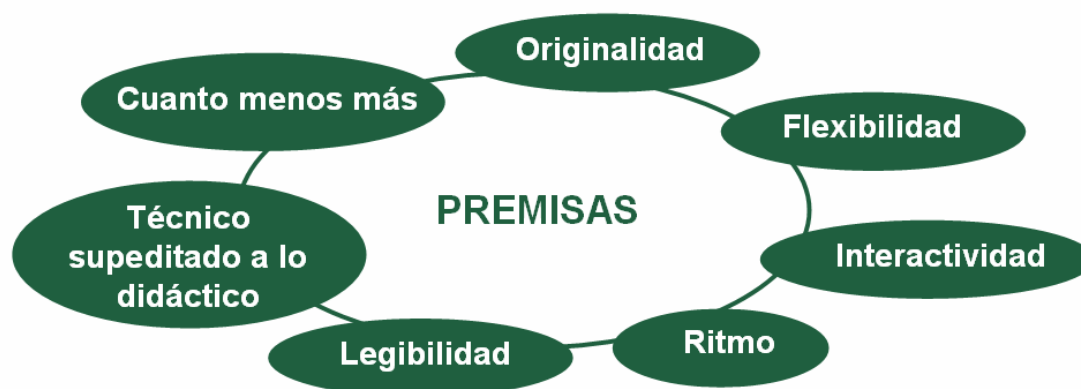 Originalidad
Cuanto menos más
Flexibilidad
PREMISAS
Técnico
supeditado a lo
didáctico
Interactividad
Legibilidad
Ritmo